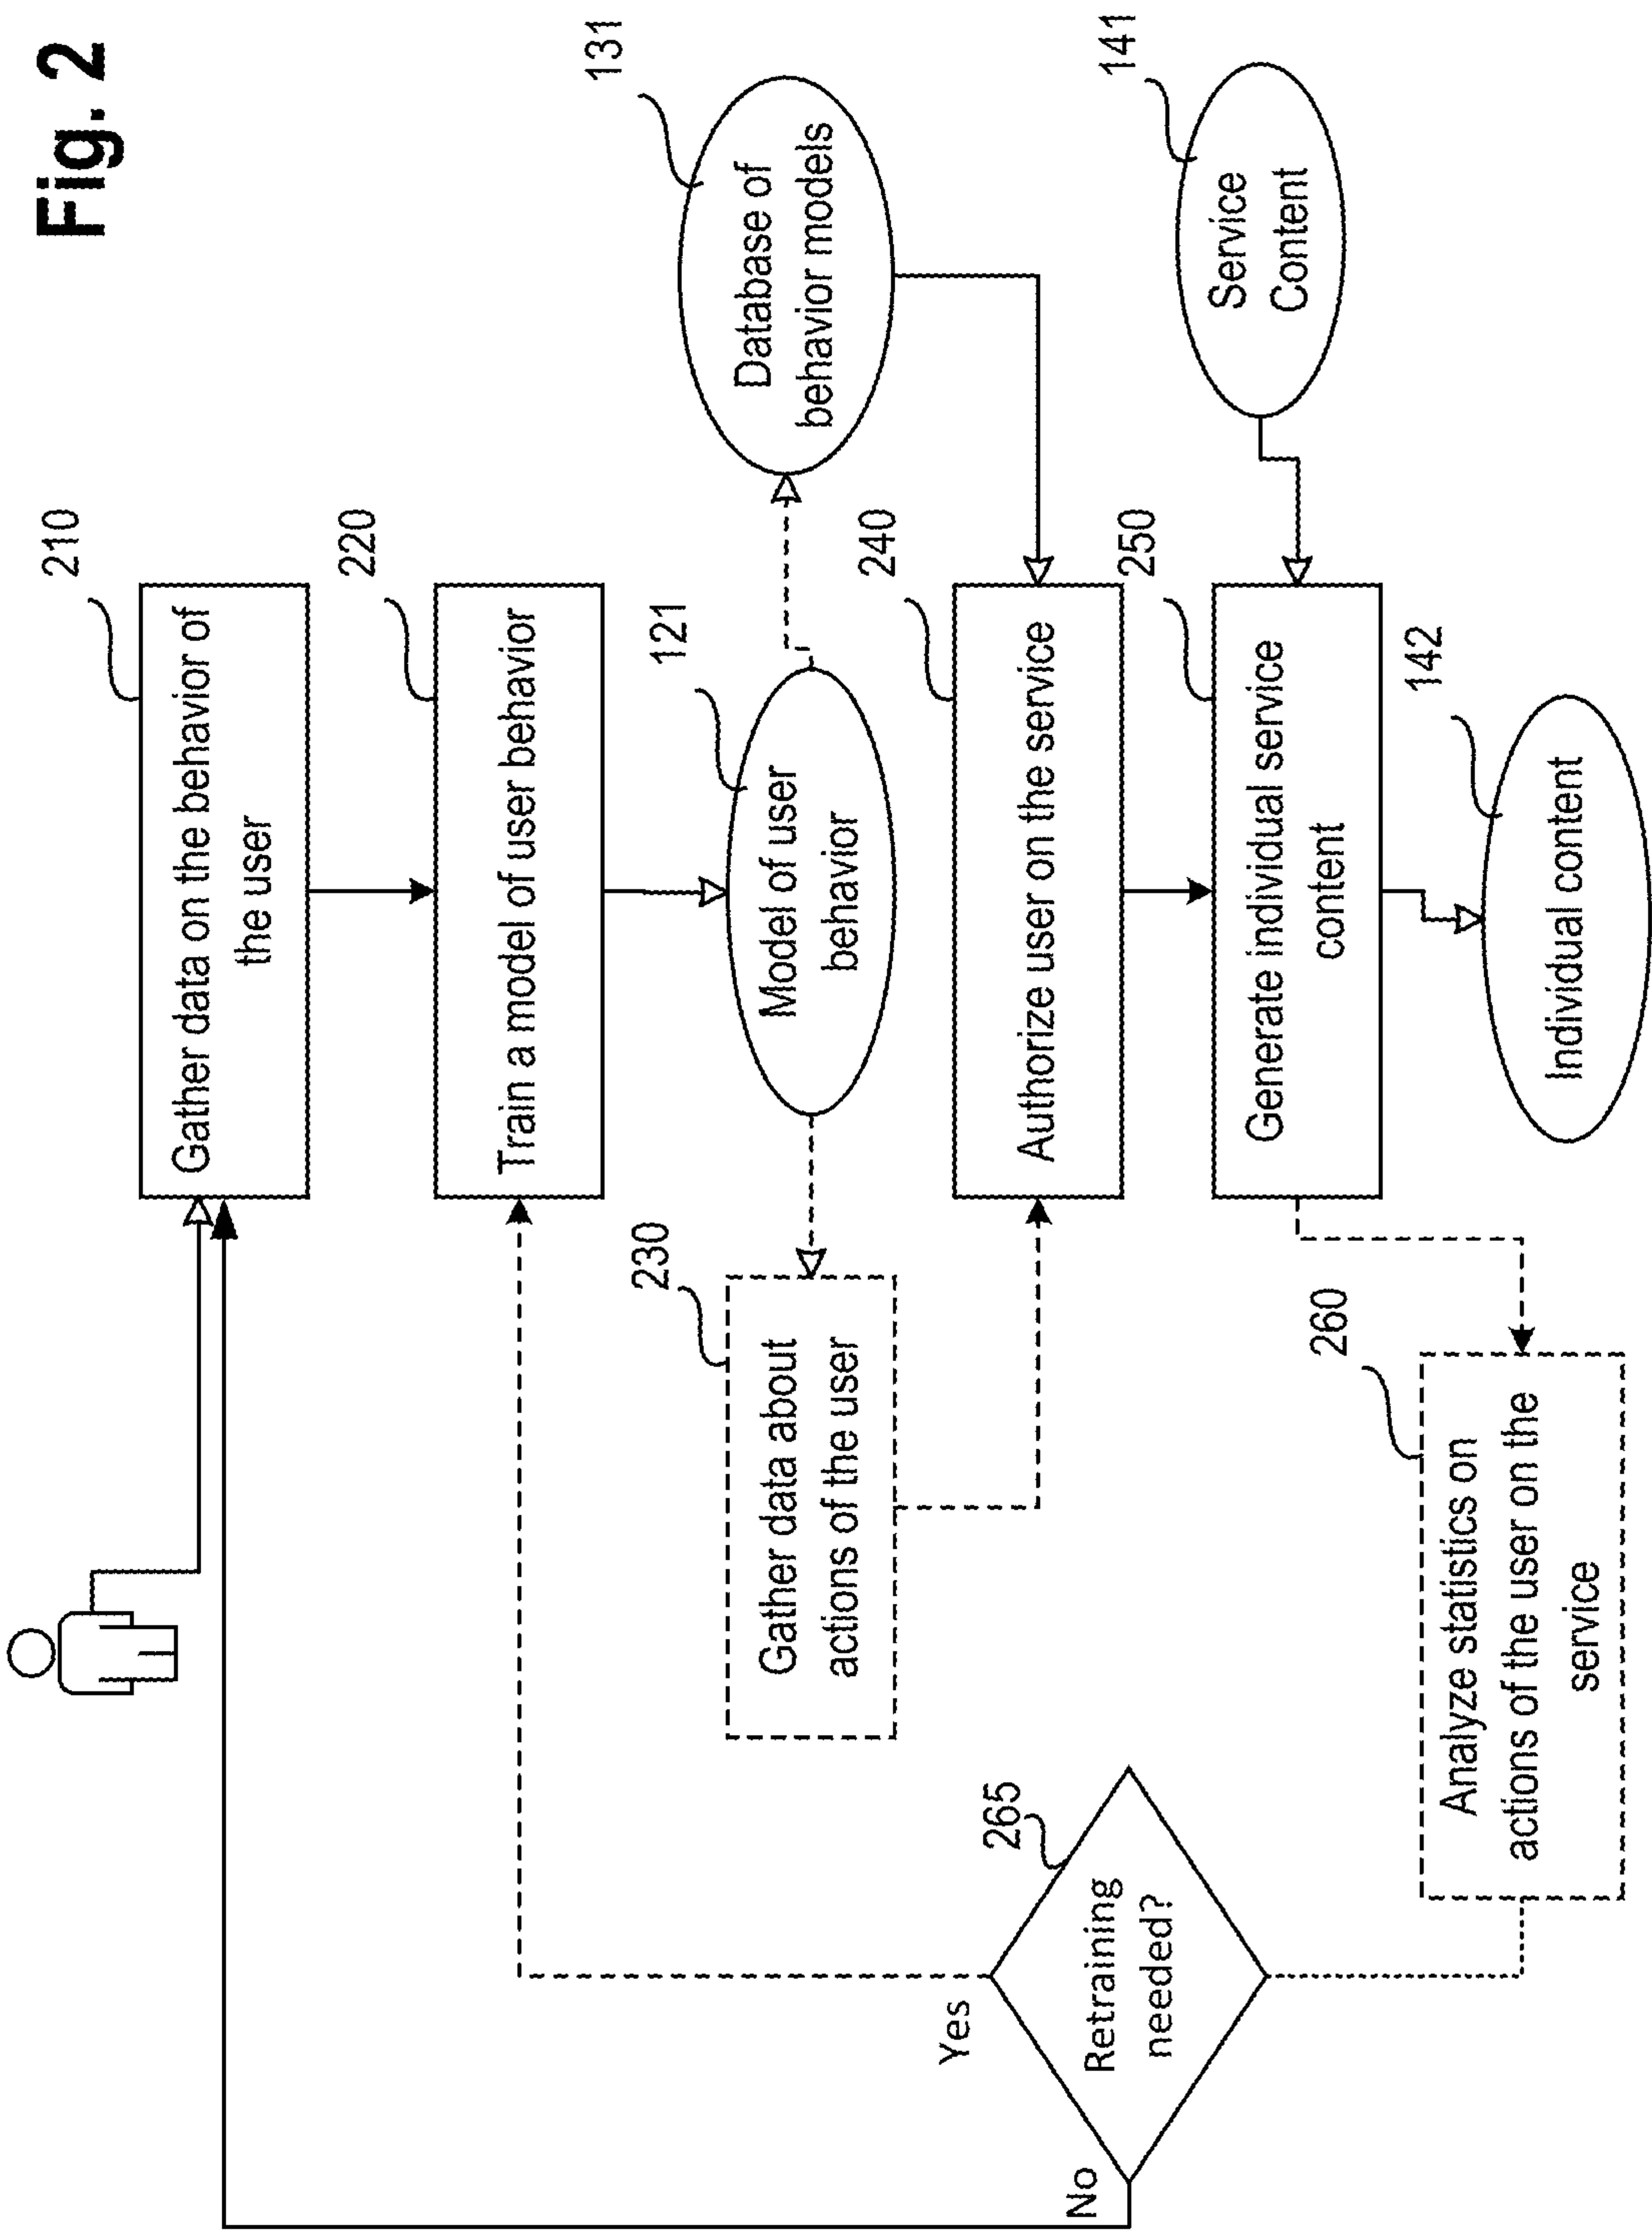 Fig. 2
210
Gather data on the behavior of
the user
220
Train a model of user behavior
121
Model of user
behavior
131
Database of
behavior models
230
Gather data about
actions of the user
240
Authorize user on the service
250
Generate individual service
content
141
Service
Content
142
Individual content
260
Analyze statistics on
actions of the user on the
service
265
Retraining
needed?
Yes
No